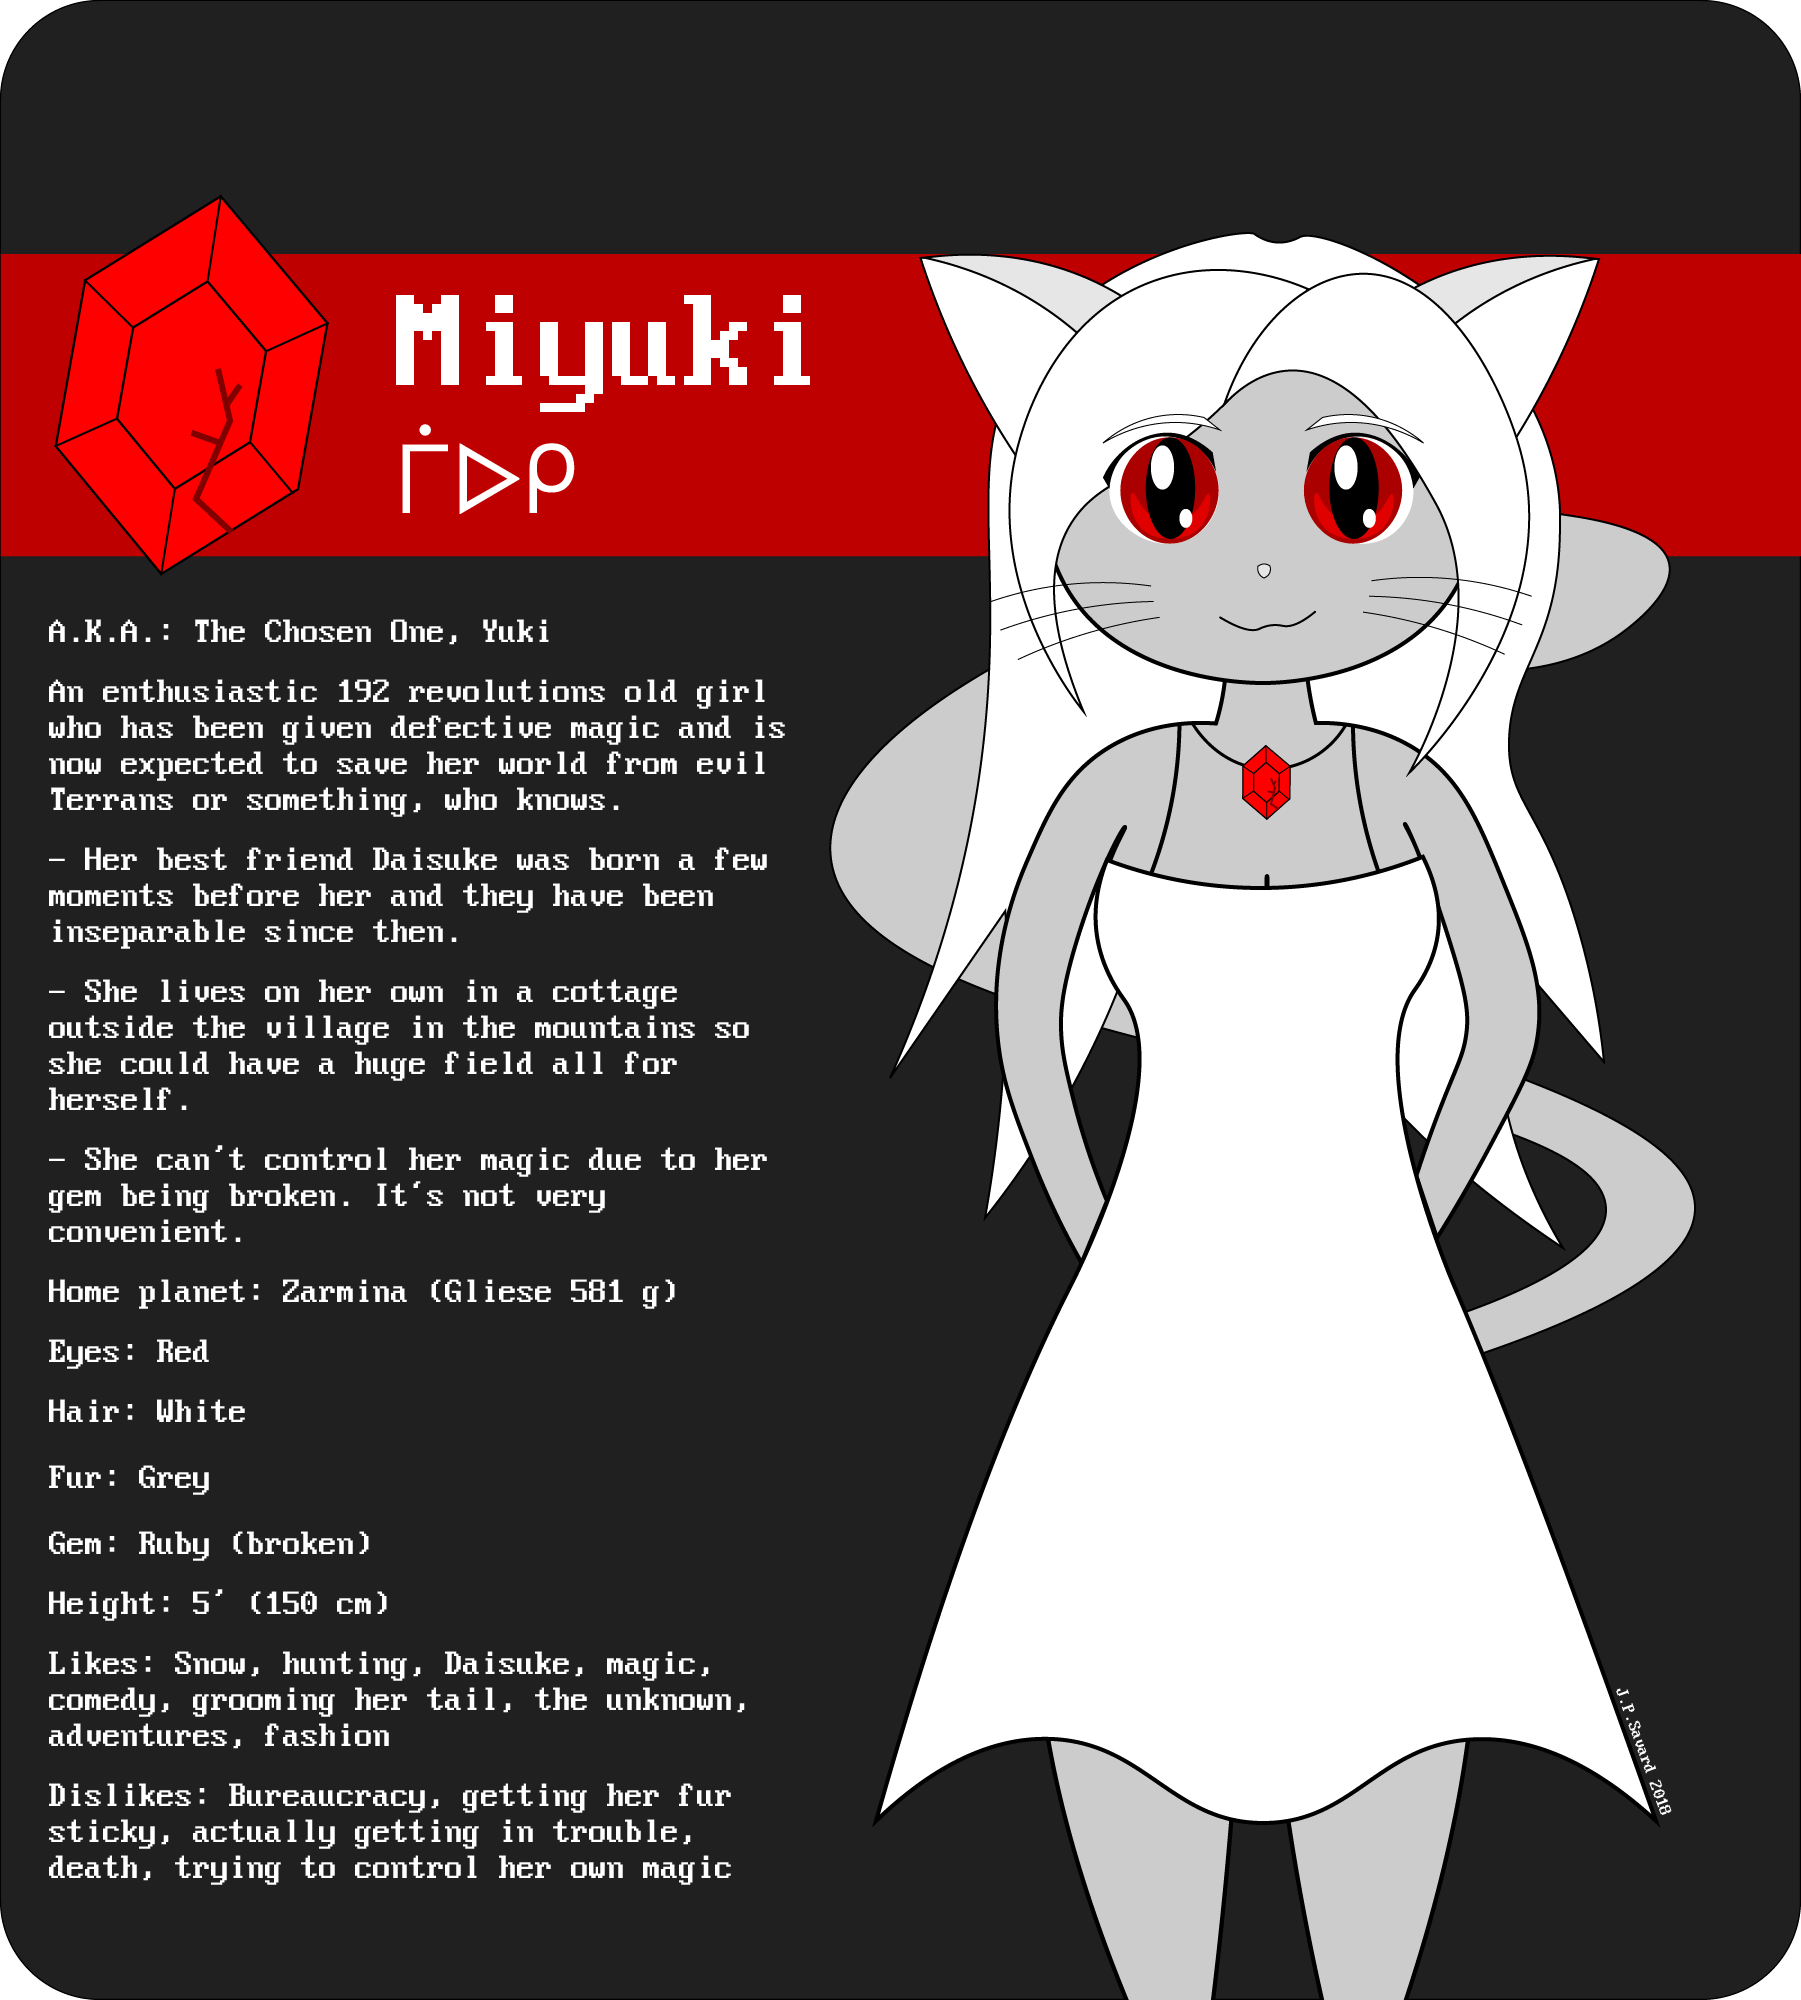 Miyuki
ᒦᐅᑭ
A.K.A.: The Chosen One, Yuki
An enthusiastic 192 revolutions old girl
who has been given defective magic and is
now expected to save her world from evil
Terrans or something, who knows.
– Her best friend Daisuke was born a few
moments before her and they have been
inseparable since then.
– She lives on her own in a cottage
outside the village in the mountains so
she could have a huge field all for
herself.
– She can’t control her magic due to her
gem being broken. It‘s not very
convenient.
Home planet: Zarmina (Gliese 581 g)
Eyes: Red
Hair: White
Fur: Grey
Gem: Ruby (broken)
Height: 5’ (150 cm)
Likes: Snow, hunting, Daisuke, magic,
comedy, grooming her tail, the unknown,
adventures, fashion
Dislikes: Bureaucracy, getting her fur
sticky, actually getting in trouble,
death, trying to control her own magic
J.P.Savard 2018